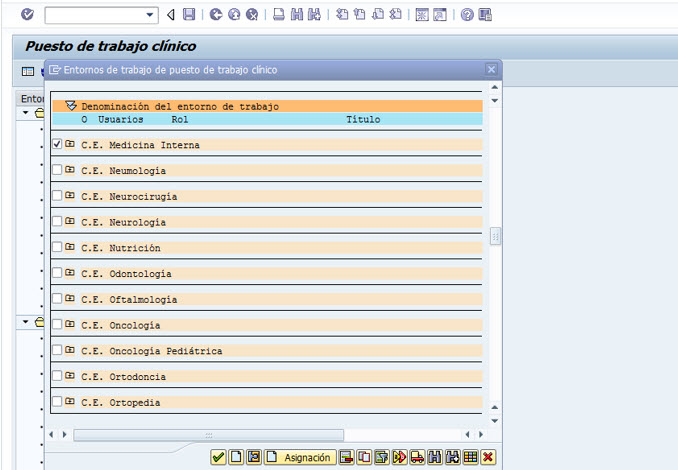 Puesto de trabajo clínico
Entornos de trabajo de puesto de trabajo clínico
Entor
Denominación del entorno de trabajo
O Usuarios Rol Título
C.E. Medicina Interna
C.E. Neumología
C.E. Neurocirugía
C.E. Neurología
C.E. Nutrición
C.E. Odontología
C.E. Oftalmología
C.E. Oncología
C.E. Oncología Pediátrica
C.E. Ortodoncia
C.E. Ortopedia
Asignación